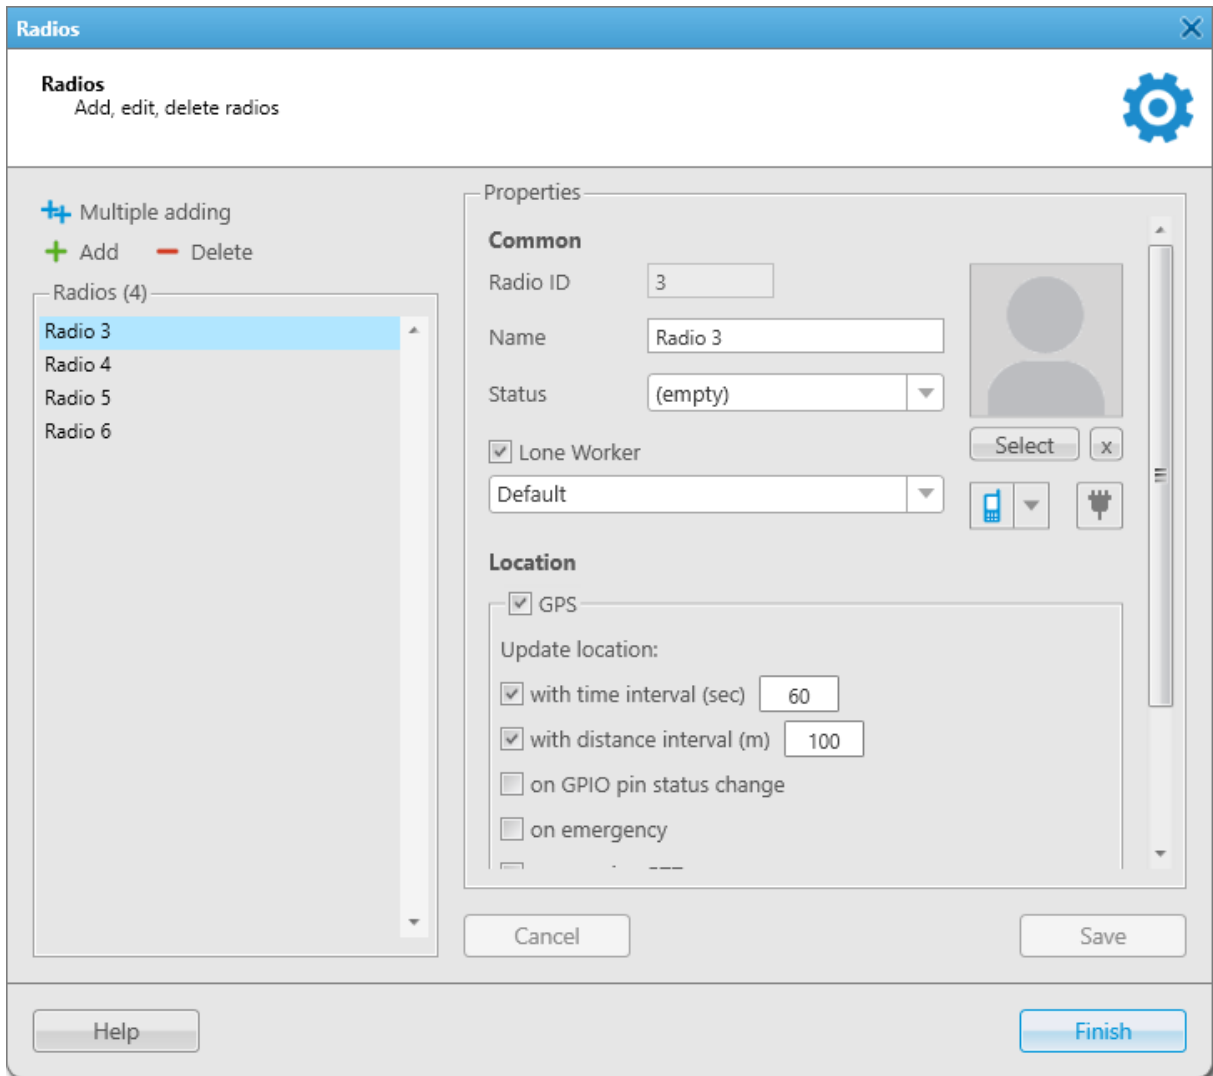 Radios
Radios
Add, edit, delete radios
Multiple adding
Add
Delete
Radios (4)
Radio 3
Radio 4
Radio 5
Radio 6
Properties
Common
Radio ID
3
Name
Radio 3
Status
(empty)
Lone Worker
Default
Select
x
Location
GPS
Update location:
with time interval (sec)
60
with distance interval (m)
100
on GPIO pin status change
on emergency
Cancel
Save
Help
Finish